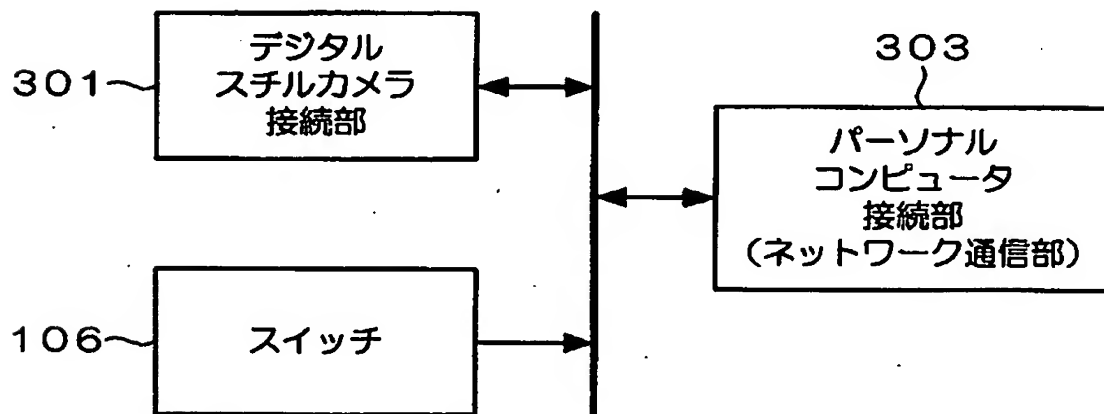 デジタル
スチルカメラ
接続部
301
303
パーソナル
コンピュータ
接続部
(ネットワーク通信部)
106
スイッチ